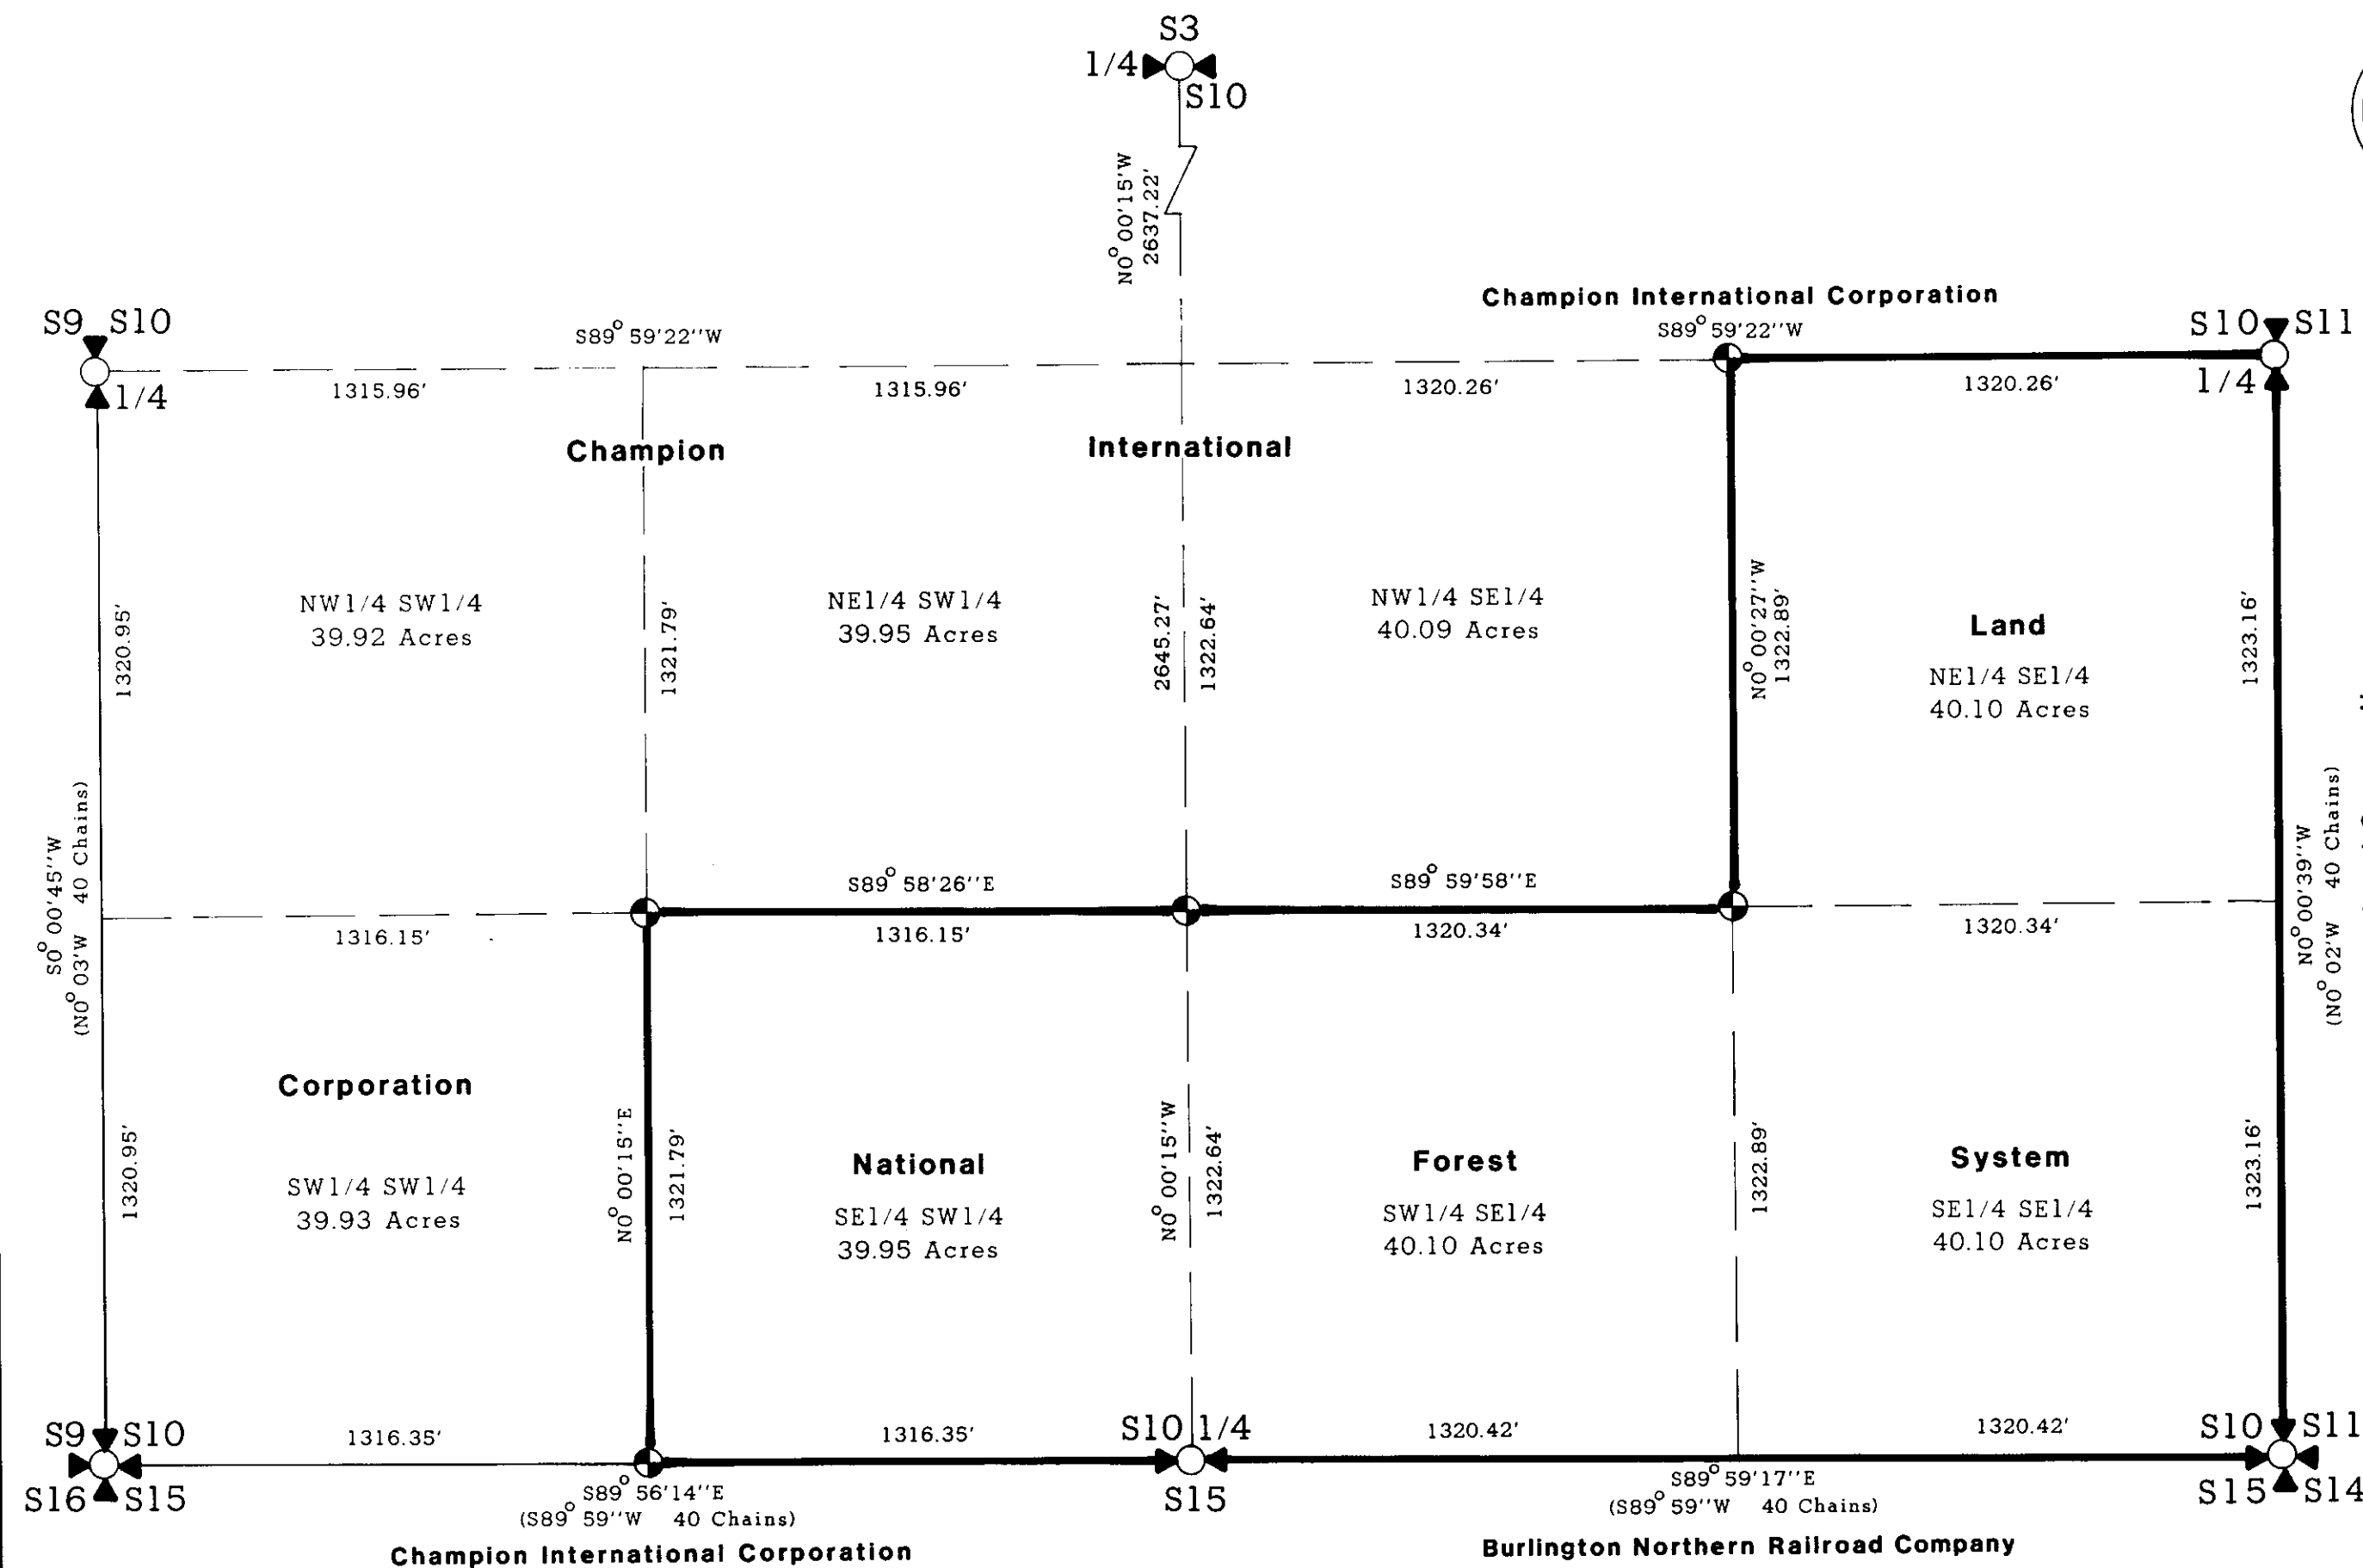 S3
1/4
S10
N0° 00'15'W
2637.22'
Champion International Corporation
S9 S10
S89° 59'22''W
S89° 59'22''W
S10 S11
1/4
1315.96'
1315.96'
1320.26'
1320.26'
1/4
Champion
International
NW1/4 SW1/4
39.92 Acres
NE1/4 SW1/4
39.95 Acres
NW1/4 SE1/4
40.09 Acres
Land
NE1/4 SE1/4
40.10 Acres
1320.95'
1321.79'
2645.27'
1322.64'
N0° 00'27''W
1322.89'
1323.16'
S0° 00'45''W
(N0° 03'W 40 Chains)
S89° 58'26''E
S89° 59'58''E
1316.15'
1316.15'
1320.34'
1320.34'
N0° 00'39''W
(N0° 02'W 40 Chains)
Corporation
SW1/4 SW1/4
39.93 Acres
National
SE1/4 SW1/4
39.95 Acres
Forest
SW1/4 SE1/4
40.10 Acres
System
SE1/4 SE1/4
40.10 Acres
1320.95'
N0° 00'15''E
1321.79'
N0° 00'15''W
1322.64'
1322.89'
1323.16'
S9 S10
1316.35'
1316.35'
S10 1/4
1320.42'
1320.42'
S10 S11
S16 S15
S89° 56'14''E
(S89° 59''W 40 Chains)
S15
S89° 59'17''E
(S89° 59''W 40 Chains)
S15 S14
Champion International Corporation
Burlington Northern Railroad Company